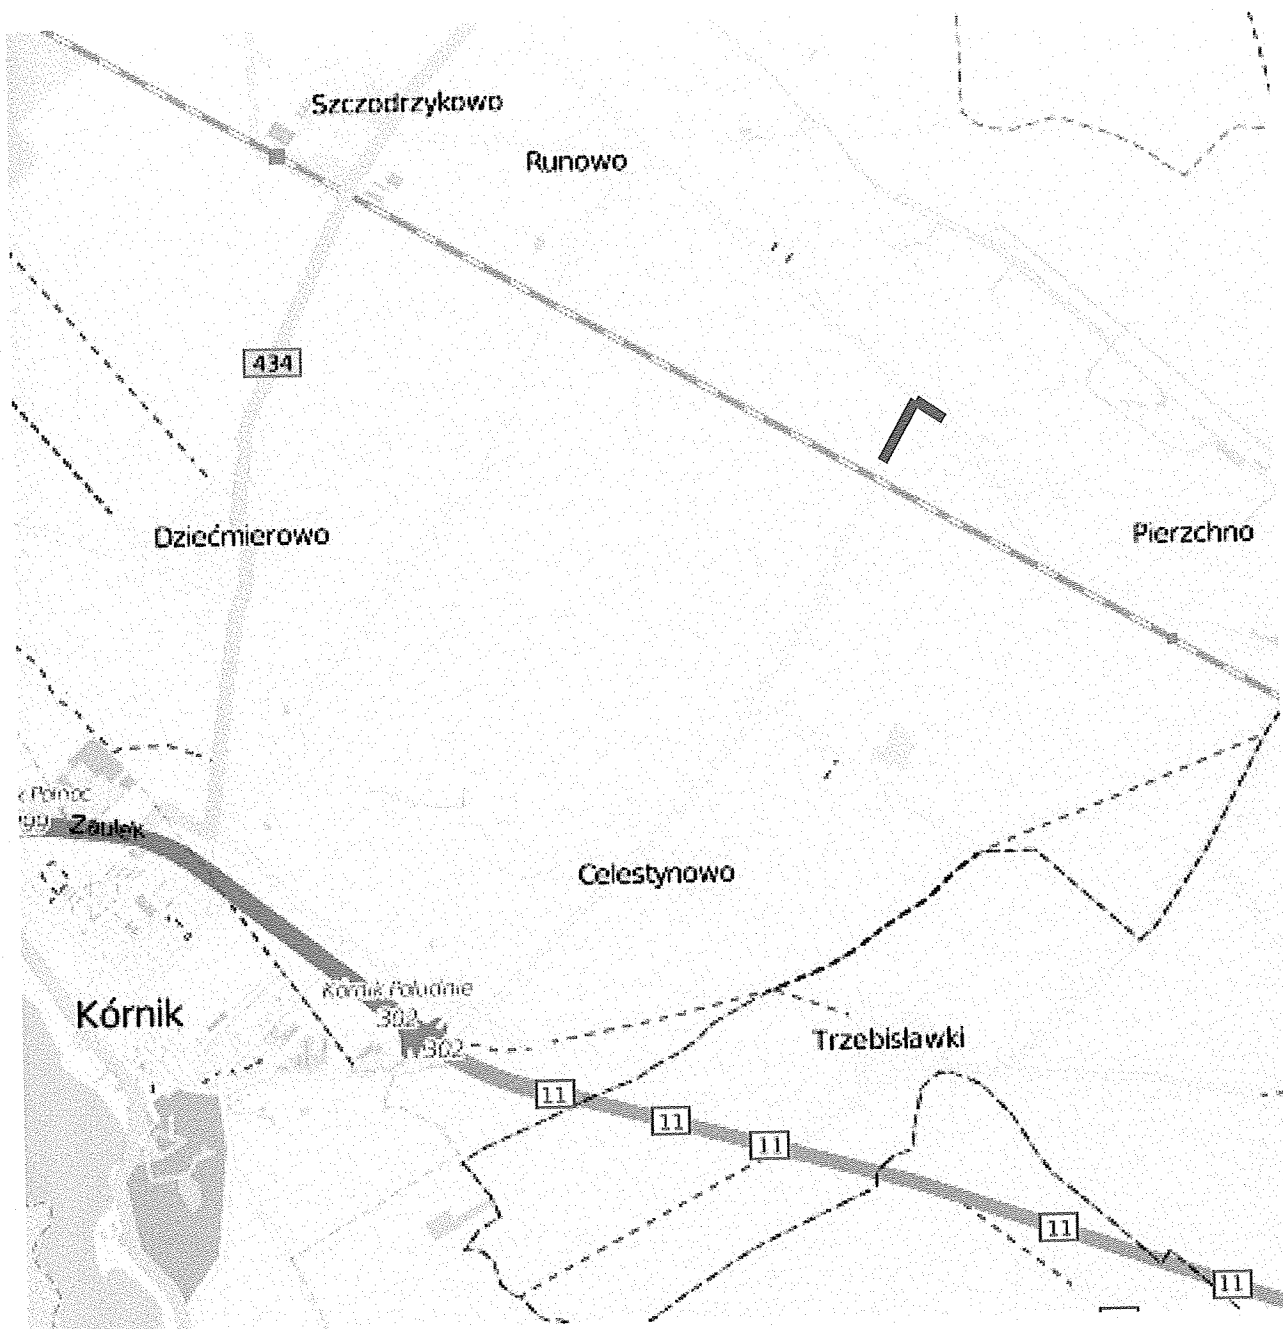 Szczodrzykowo
Runowo
434
Dziećmierowo
Pierzchno
Zaułek
Celestynowo
Kórnik Południe
302
302
Kórnik
Trzebisławki
11
11
11
11
11